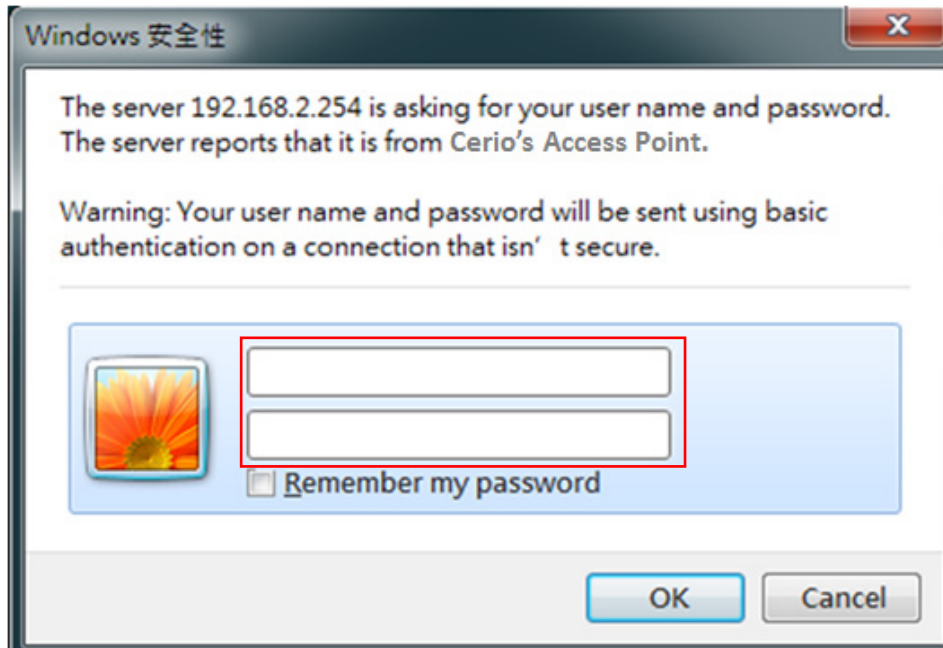 Windows 安全性
The server 192.168.2.254 is asking for your user name and password.
The server reports that it is from Cerio’s Access Point.
Warning: Your user name and password will be sent using basic
authentication on a connection that isn’ t secure.
Remember my password
OK
Cancel